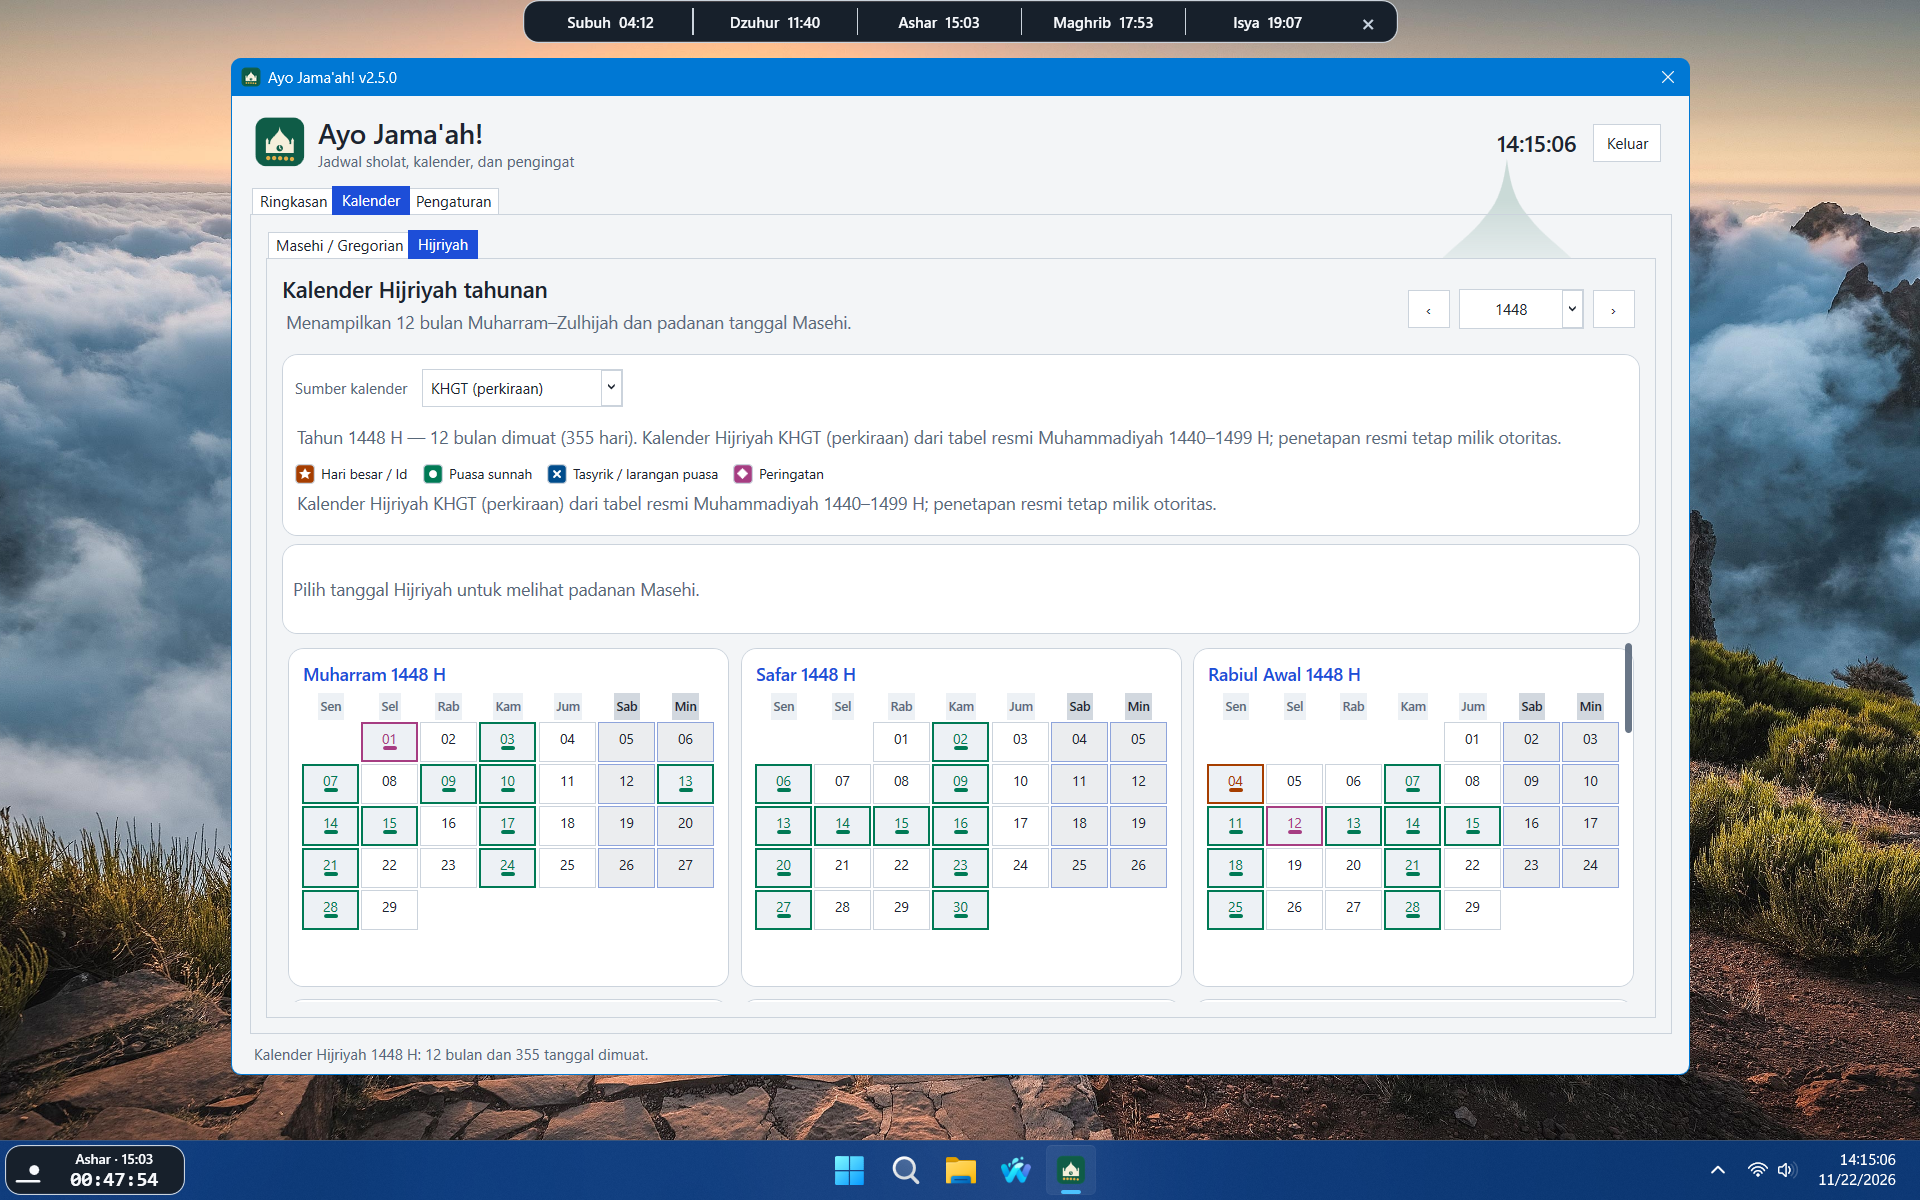 Subuh 04:12 Dzuhur 11:40 Ashar 15:03 Maghrib 17:53 Isya 19:07
Ayo Jama'ah! v2.5.0
Ayo Jama'ah!
Jadwal sholat, kalender, dan pengingat
14:15:06 Keluar
Ringkasan Kalender Pengaturan
Masehi / Gregorian Hijriyah
Kalender Hijriyah tahunan
Menampilkan 12 bulan Muharram–Zulhijah dan padanan tanggal Masehi.
‹ 1448 ›
Sumber kalender KHGT (perkiraan)
Tahun 1448 H — 12 bulan dimuat (355 hari). Kalender Hijriyah KHGT (perkiraan) dari tabel resmi Muhammadiyah 1440–1499 H; penetapan resmi tetap milik otoritas.
Hari besar / Id Puasa sunnah Tasyrik / larangan puasa Peringatan
Kalender Hijriyah KHGT (perkiraan) dari tabel resmi Muhammadiyah 1440–1499 H; penetapan resmi tetap milik otoritas.
Pilih tanggal Hijriyah untuk melihat padanan Masehi.
Muharram 1448 H
Sen Sel Rab Kam Jum Sab Min
01 02 03 04 05 06
07 08 09 10 11 12 13
14 15 16 17 18 19 20
21 22 23 24 25 26 27
28 29
Safar 1448 H
Sen Sel Rab Kam Jum Sab Min
01 02 03 04 05
06 07 08 09 10 11 12
13 14 15 16 17 18 19
20 21 22 23 24 25 26
27 28 29 30
Rabiul Awal 1448 H
Sen Sel Rab Kam Jum Sab Min
01 02 03
04 05 06 07 08 09 10
11 12 13 14 15 16 17
18 19 20 21 22 23 24
25 26 27 28 29
Kalender Hijriyah 1448 H: 12 bulan dan 355 tanggal dimuat.
Ashar · 15:03
00:47:54
14:15:06
11/22/2026